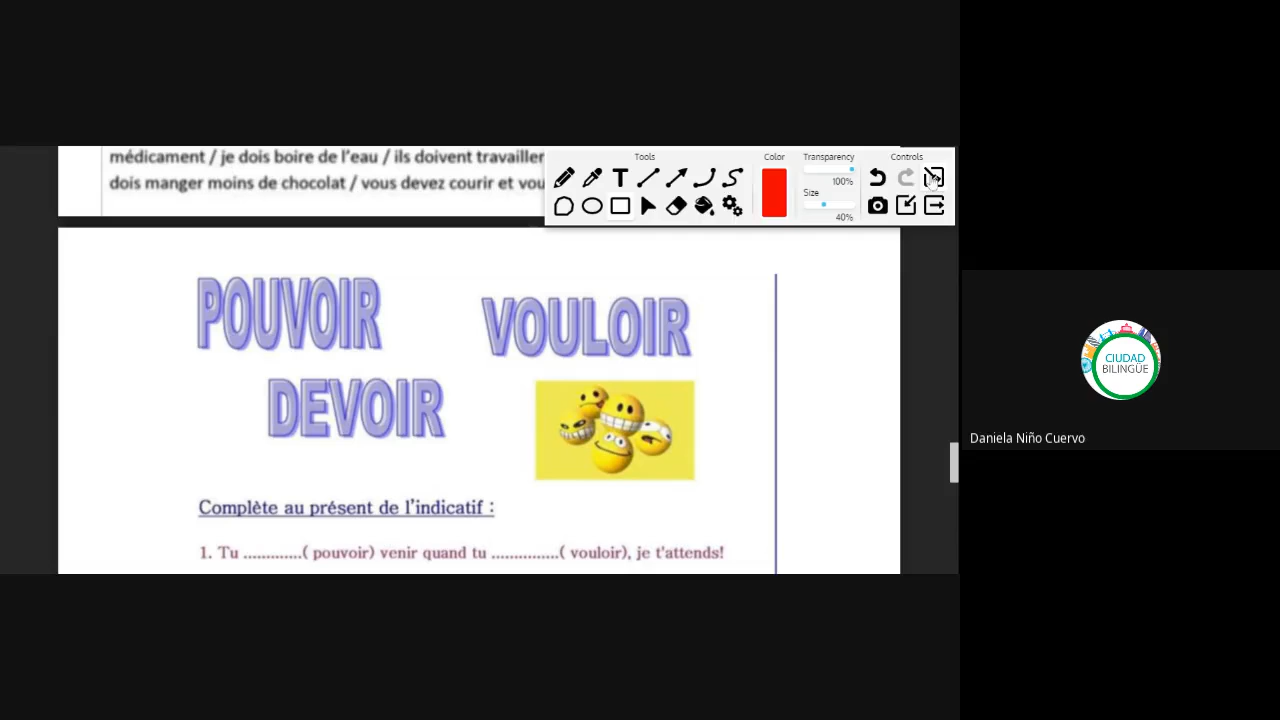 médicament / je dois boire de l'eau / ils doivent travailler
dois manger moins de chocolat / vous devez courir et vou
Tools
Color
Transparency
Controls
100%
Size
40%
POUVOIR
VOULOIR
DEVOIR
Complète au présent de l'indicatif :
1. Tu .............( pouvoir) venir quand tu ...............( vouloir), je t'attends!
CIUDAD
BILINGÜE
Daniela Niño Cuervo